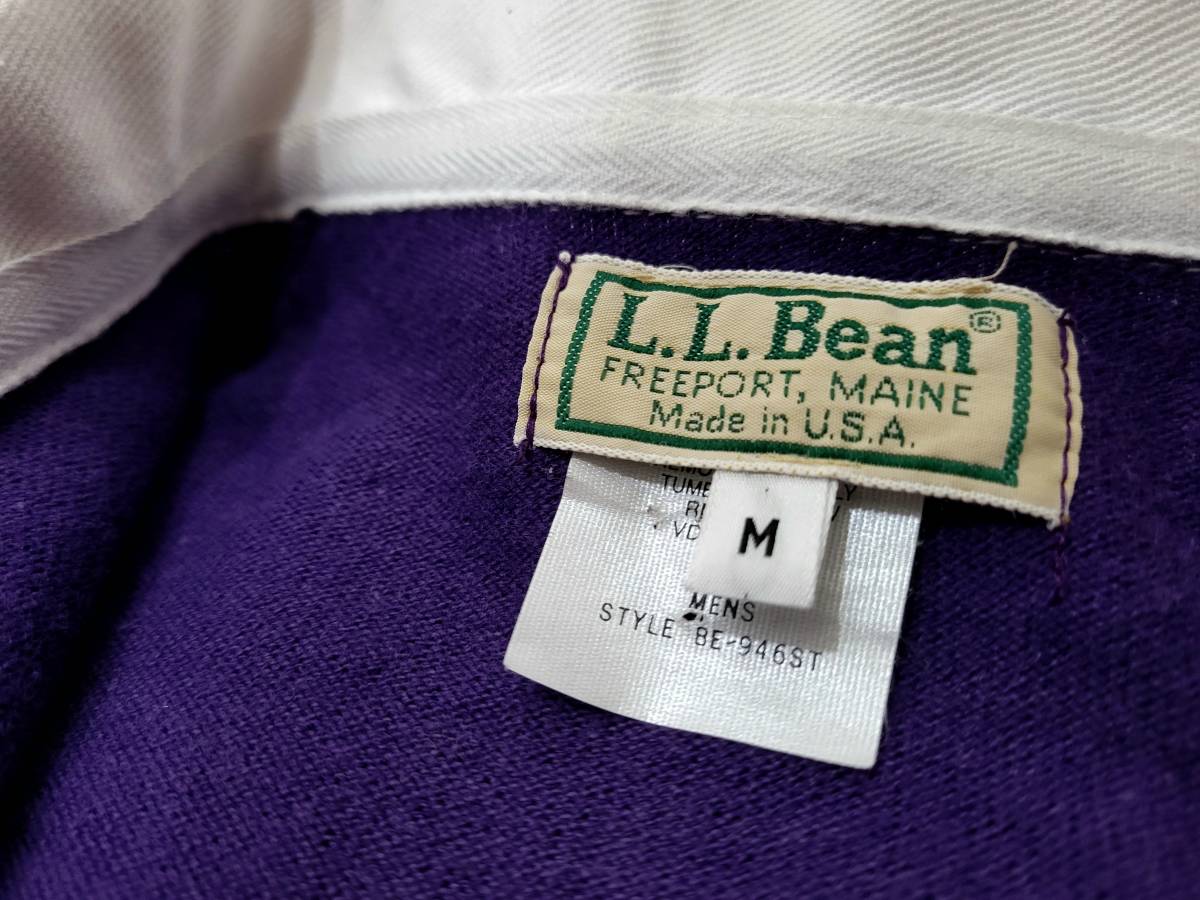 L.L.Bean®
FREEPORT, MAINE
Made in U.S.A.
M
MENS
STYLE BE-946ST